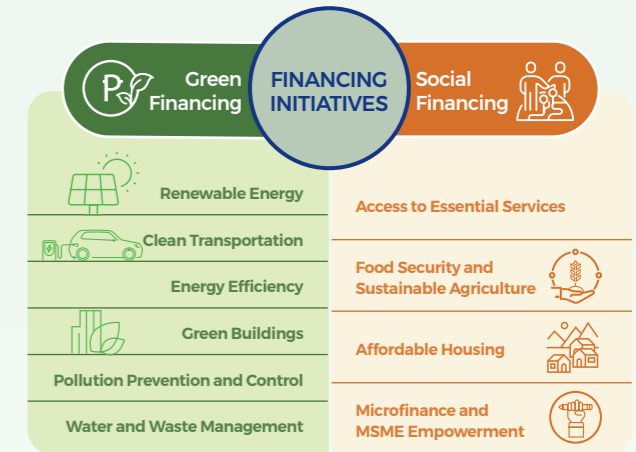 Green
Financing
FINANCING
INITIATIVES
Social
Financing
Renewable Energy
Clean Transportation
Energy Efficiency
Green Buildings
Pollution Prevention and Control
Water and Waste Management
Access to Essential Services
Food Security and
Sustainable Agriculture
Affordable Housing
Microfinance and
MSME Empowerment